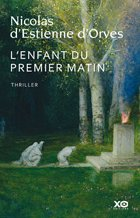 Nicolas
d'Estienne d'Orves
L'ENFANT DU
PREMIER MATIN
THRILLER
XO